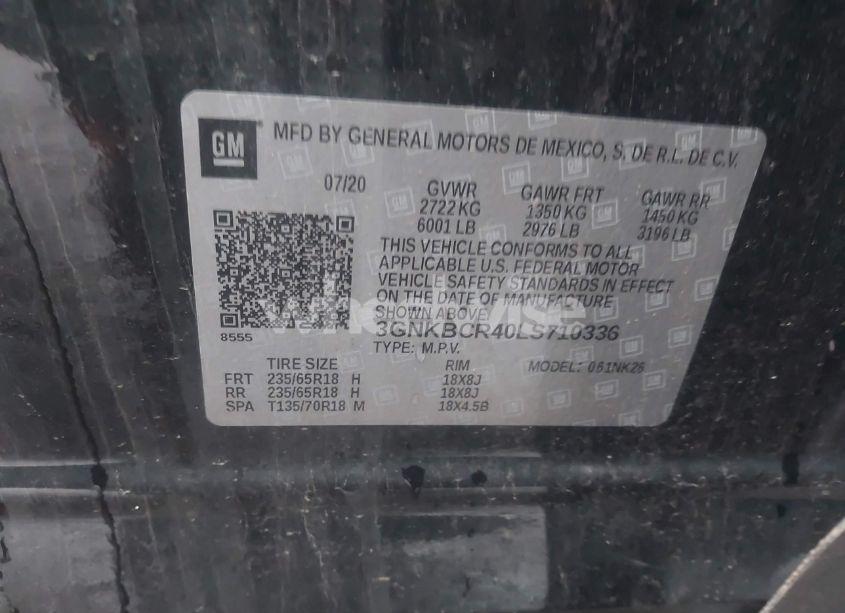 GM
MFD BY GENERAL MOTORS DE MEXICO, S. DE R.L. DE C.V.
07/20 GVWR GAWR FRT GAWR RR
2722 KG 1350 KG 1450 KG
6001 LB 2976 LB 3196 LB
THIS VEHICLE CONFORMS TO ALL
APPLICABLE U.S. FEDERAL MOTOR
VEHICLE SAFETY STANDARDS IN EFFECT
ON THE DATE OF MANUFACTURE
SHOWN ABOVE
8555 3GNKBCR40LS710336
TYPE: M.P.V.
TIRE SIZE RIM MODEL: 061NK26
FRT 235/65R18 H 18X8J
RR 235/65R18 H 18X8J
SPA T135/70R18 M 18X4.5B